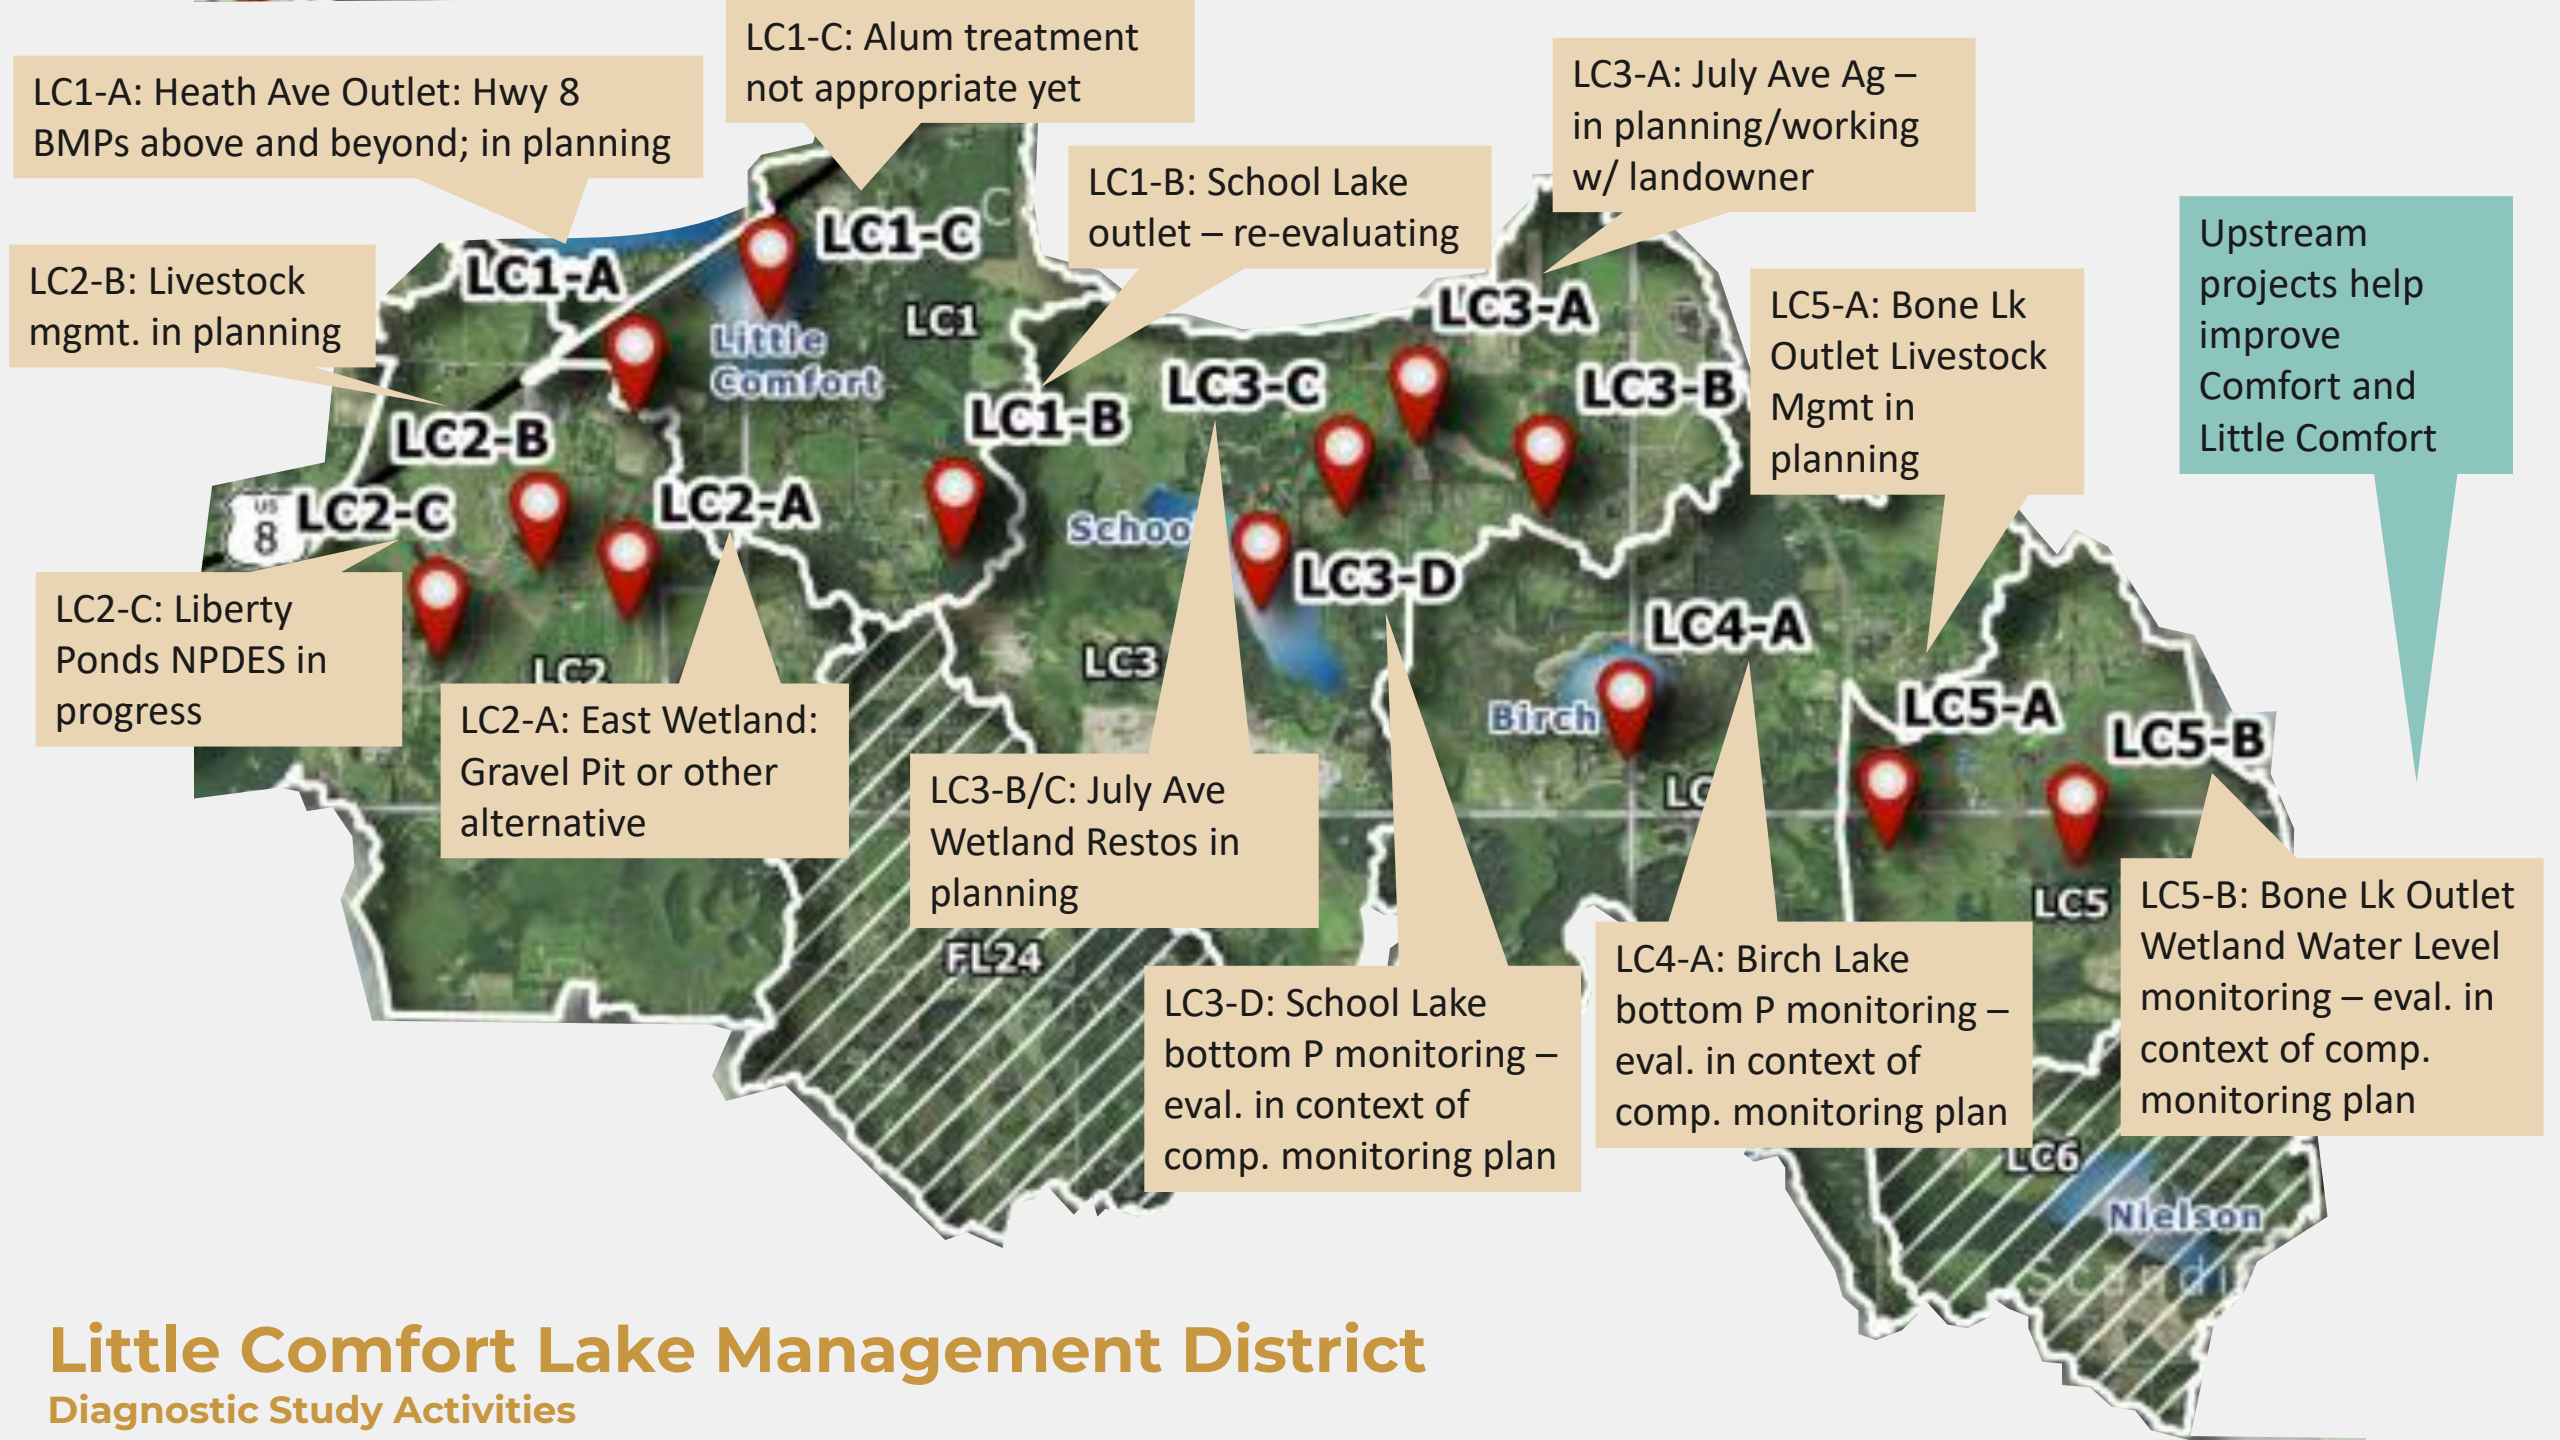 LC1-C: Alum treatment
not appropriate yet
LC1-A: Heath Ave Outlet: Hwy 8
BMPs above and beyond; in planning
LC3-A: July Ave Ag –
in planning/working
w/ landowner
LC1-B: School Lake
outlet – re-evaluating
Upstream
projects help
improve
Comfort and
Little Comfort
LC2-B: Livestock
mgmt. in planning
LC5-A: Bone Lk
Outlet Livestock
Mgmt in
planning
LC1-C
C
LC1-A
LC1
LC3-A
Little
Comfort
LC3-C
LC3-B
LC1-B
LC2-B
LC2-C
LC2-A
US
8
Schoo
LC3-D
LC4-A
LC3
LC2
Birch
LC5-A
LC5-B
LC
LC5
FL24
LC6
Nielson
Scandi
LC2-C: Liberty
Ponds NPDES in
progress
LC2-A: East Wetland:
Gravel Pit or other
alternative
LC3-B/C: July Ave
Wetland Restos in
planning
LC3-D: School Lake
bottom P monitoring –
eval. in context of
comp. monitoring plan
LC4-A: Birch Lake
bottom P monitoring –
eval. in context of
comp. monitoring plan
LC5-B: Bone Lk Outlet
Wetland Water Level
monitoring – eval. in
context of comp.
monitoring plan
Little Comfort Lake Management District
Diagnostic Study Activities